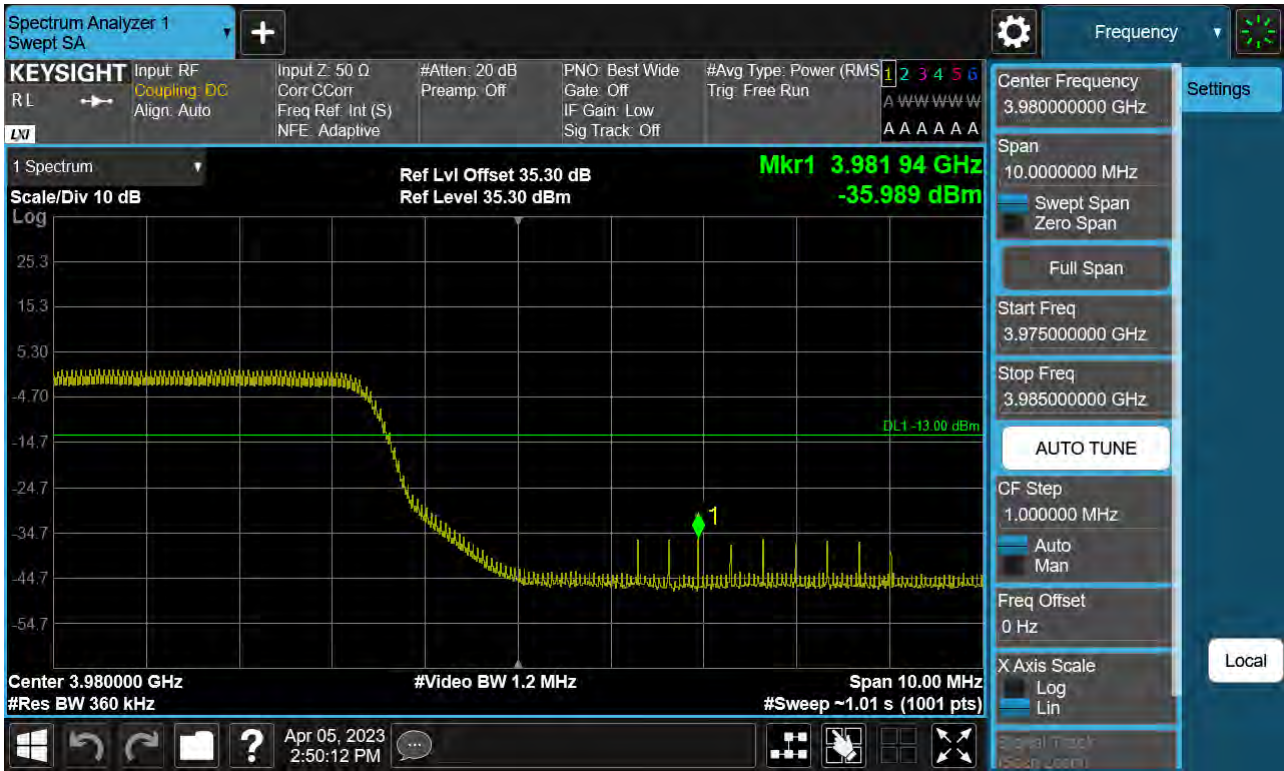 Spectrum Analyzer 1
Swept SA
+
Frequency
KEYSIGHT
RL
LXI
Input: RF
Coupling: DC
Align: Auto
Input Z: 50 Ω
Corr CCorr
Freq Ref: Int (S)
NFE: Adaptive
#Atten: 20 dB
Preamp: Off
PNO: Best Wide
Gate: Off
IF Gain: Low
Sig Track: Off
#Avg Type: Power (RMS
Trig: Free Run
1 2 3 4 5 6
A W W W W W
A A A A A A
1 Spectrum
Scale/Div 10 dB
Log
Ref Lvl Offset 35.30 dB
Ref Level 35.30 dBm
Mkr1 3.981 94 GHz
-35.989 dBm
25.3
15.3
5.30
-4.70
-14.7
-24.7
-34.7
-44.7
-54.7
DL1 -13.00 dBm
1
Center 3.980000 GHz
#Res BW 360 kHz
#Video BW 1.2 MHz
Span 10.00 MHz
#Sweep ~1.01 s (1001 pts)
Center Frequency
3.980000000 GHz
Settings
Span
10.0000000 MHz
Swept Span
Zero Span
Full Span
Start Freq
3.975000000 GHz
Stop Freq
3.985000000 GHz
AUTO TUNE
CF Step
1.000000 MHz
Auto
Man
Freq Offset
0 Hz
X Axis Scale
Log
Lin
Signal Track
(Span Zoom)
Local
?
Apr 05, 2023
2:50:12 PM